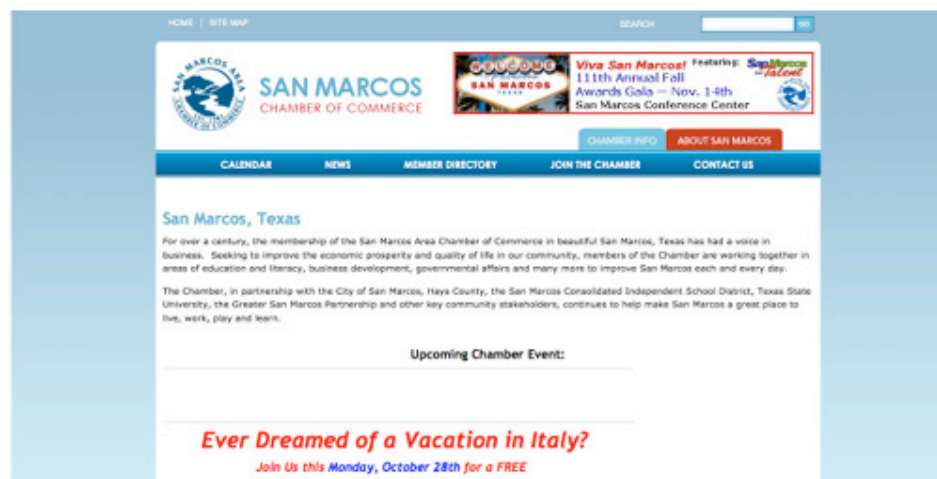 HOME | SITE MAP
SEARCH
GO
SAN MARCOS AREA
CHAMBER OF COMMERCE
SAN MARCOS
CHAMBER OF COMMERCE
WELCOME
SAN MARCOS
TEXAS
Viva San Marcos! Featuring: San Marcos
Talent
111th Annual Fall
Awards Gala — Nov. 14th
San Marcos Conference Center
CHAMBER INFO ABOUT SAN MARCOS
CALENDAR NEWS MEMBER DIRECTORY JOIN THE CHAMBER CONTACT US
San Marcos, Texas
For over a century, the membership of the San Marcos Area Chamber of Commerce in beautiful San Marcos, Texas has had a voice in
business. Seeking to improve the economic prosperity and quality of life in our community, members of the Chamber are working together in
areas of education and literacy, business development, governmental affairs and many more to improve San Marcos each and every day.
The Chamber, in partnership with the City of San Marcos, Hays County, the San Marcos Consolidated Independent School District, Texas State
University, the Greater San Marcos Partnership and other key community stakeholders, continues to help make San Marcos a great place to
live, work, play and learn.
Upcoming Chamber Event:
Ever Dreamed of a Vacation in Italy?
Join Us this Monday, October 28th for a FREE